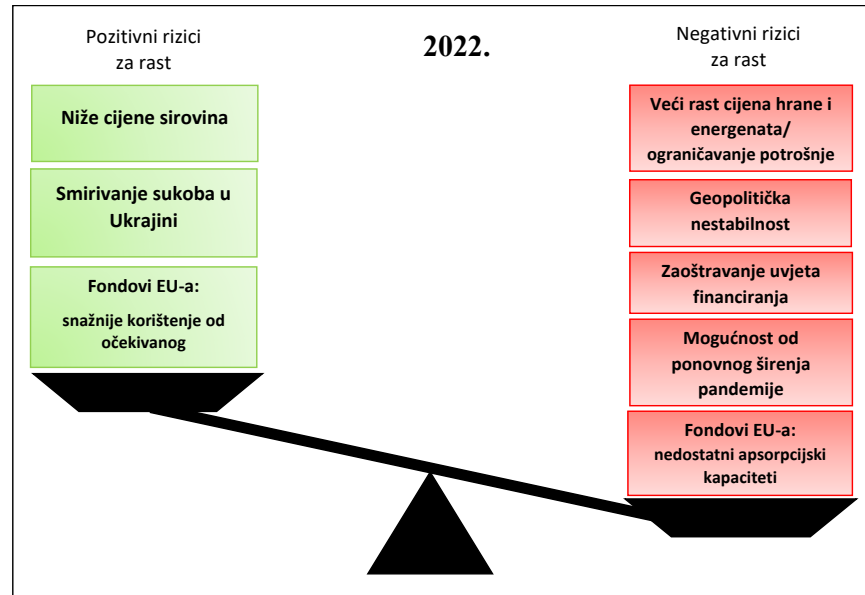 Pozitivni rizici
za rast
Niže cijene sirovina
Smirivanje sukoba u
Ukrajini
Fondovi EU-a:
snažnije korištenje od
očekivanog
2022.
Negativni rizici
za rast
Veći rast cijena hrane i
energenata/
ograničavanje potrošnje
Geopolitička
nestabilnost
Zaoštravanje uvjeta
financiranja
Mogućnost od
ponovnog širenja
pandemije
Fondovi EU-a:
nedostatni apsorpcijski
kapaciteti